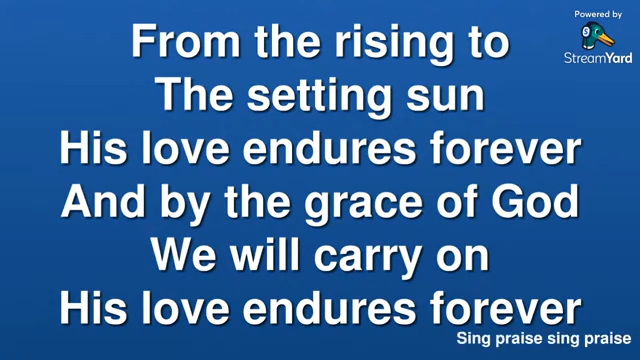 Powered by
StreamYard
From the rising to
The setting sun
His love endures forever
And by the grace of God
We will carry on
His love endures forever
Sing praise sing praise